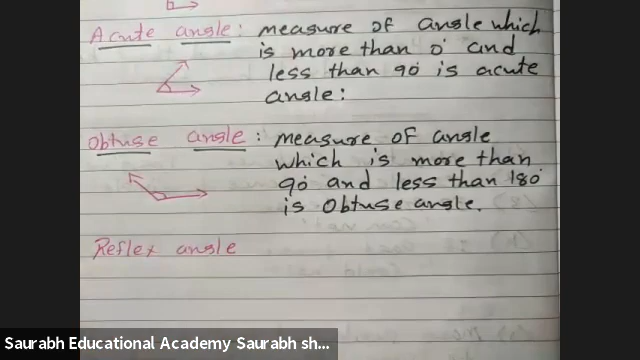 Acute angle: measure of angle which
is more than 0° and
less than 90° is acute
angle:
Obtuse angle: measure of angle
which is more than
90° and less than 180°
is Obtuse angle.
Reflex angle
Saurabh Educational Academy Saurabh sh...